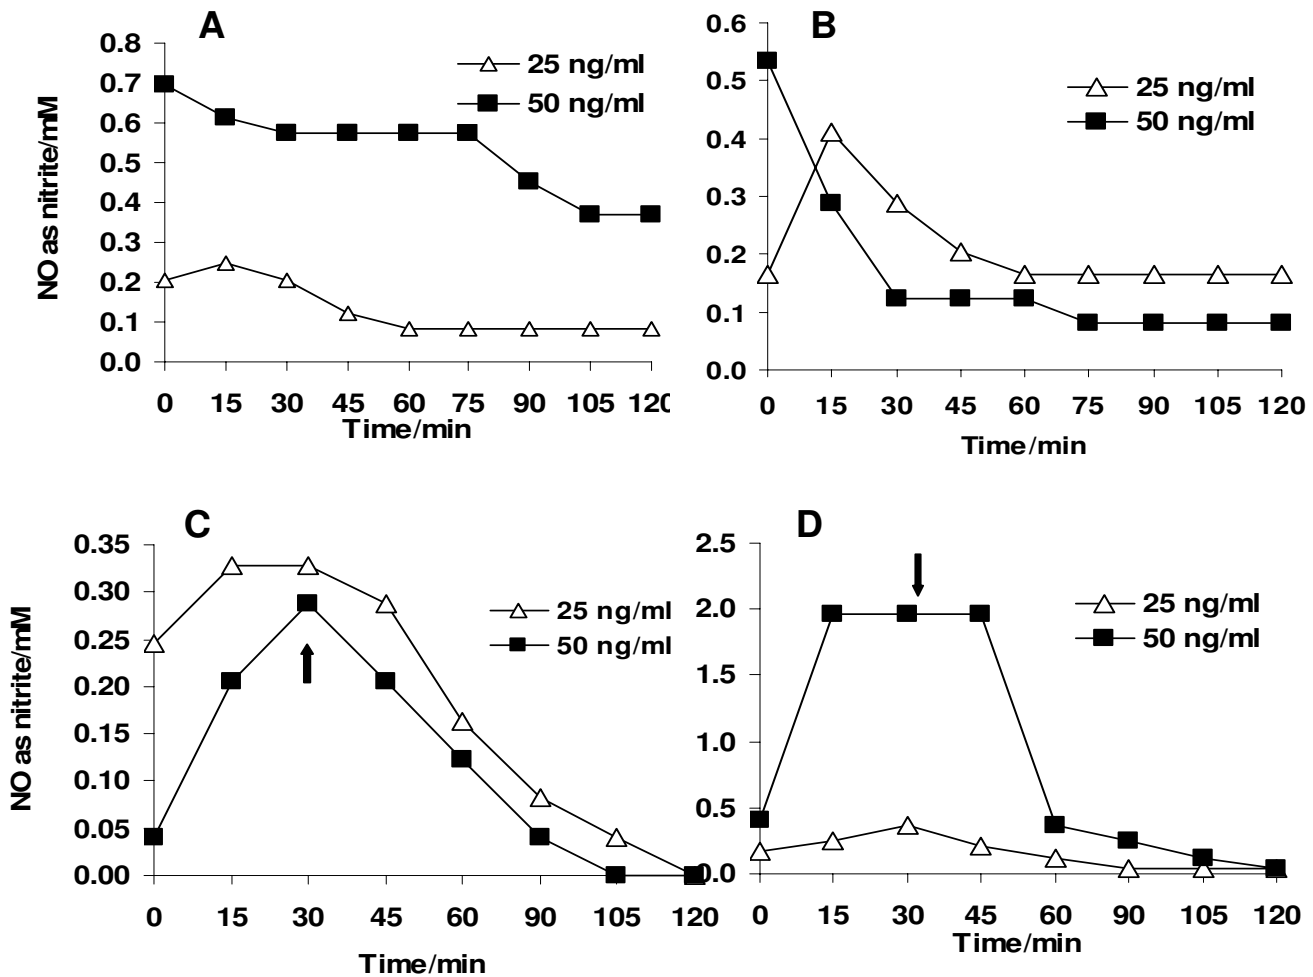 A
NO as nitrite/mM
0.8
0.7
0.6
0.5
0.4
0.3
0.2
0.1
0.0
25 ng/ml
50 ng/ml
0 15 30 45 60 75 90 105 120
Time/min
B
0.6
0.5
0.4
0.3
0.2
0.1
0.0
25 ng/ml
50 ng/ml
0 15 30 45 60 75 90 105 120
Time/min
C
NO as nitrite/mM
0.35
0.30
0.25
0.20
0.15
0.10
0.05
0.00
25 ng/ml
50 ng/ml
0 15 30 45 60 90 105 120
Time/min
D
2.5
2.0
1.5
1.0
0.5
0.0
25 ng/ml
50 ng/ml
0 15 30 45 60 90 105 120
Time/min